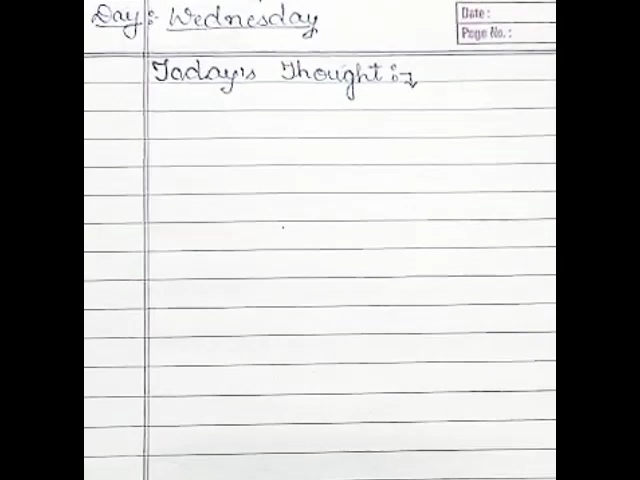 Day :- Wednesday
Date :
Page No. :
Today's Thought :-